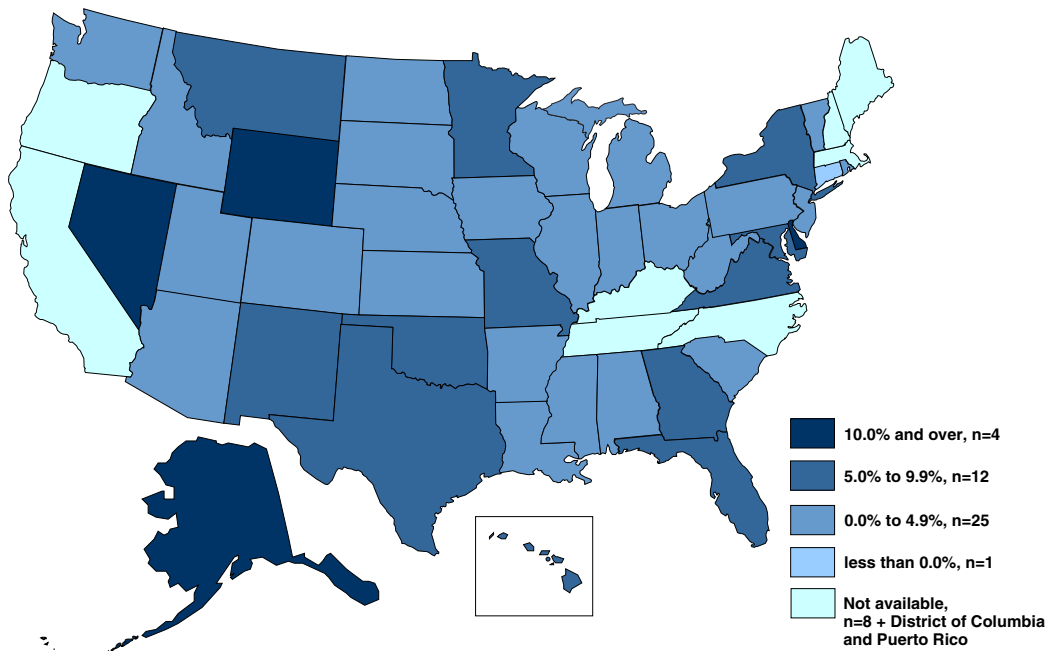 10.0% and over, n=4
5.0% to 9.9%, n=12
0.0% to 4.9%, n=25
less than 0.0%, n=1
Not available,
n=8 + District of Columbia
and Puerto Rico